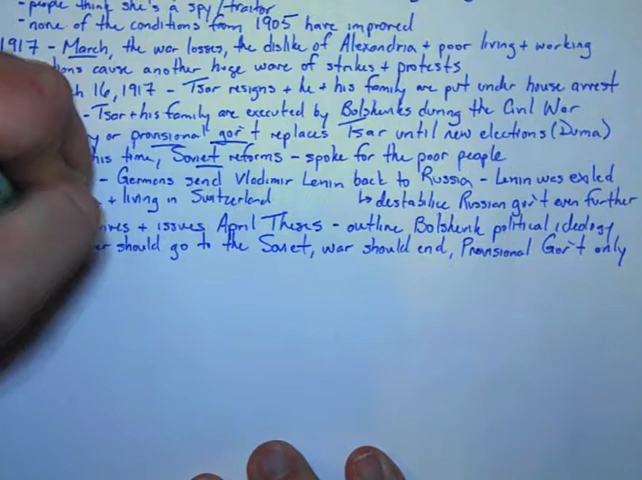 - people think she's a spy/traitor
- none of the conditions from 1905 have improved
1917 - March, the war losses, the dislike of Alexandria + poor living + working
cause another huge wave of strikes + protests
16, 1917 - Tsar resigns + he + his family are put under house arrest
- Tsar + his family are executed by Bolsheviks during the Civil War
or provisional gov't replaces Tsar until new elections (Duma)
his time, Soviet reforms - spoke for the poor people
- Germans send Vladimir Lenin back to Russia - Lenin was exiled
+ living in Switzerland ↳ destabilize Russian gov't even further
+ issues April Theses - outline Bolshevik political ideology
should go to the Soviet, war should end, Provisional Gov't only